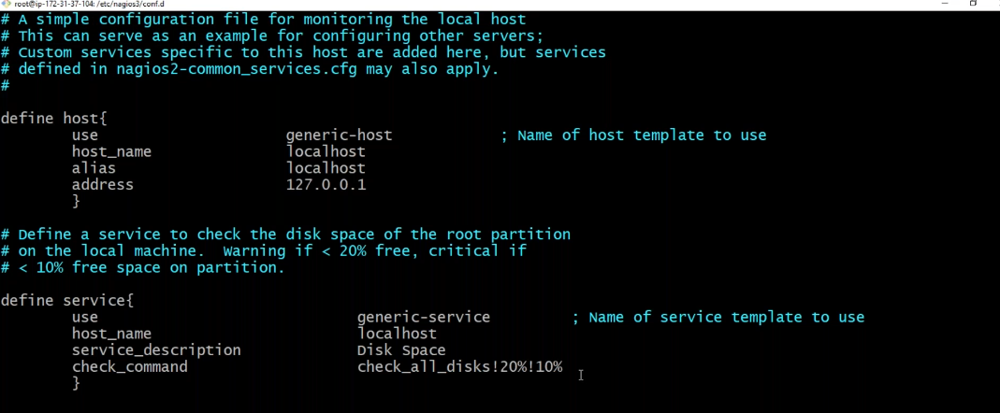 root@ip-172-31-37-104: /etc/nagios3/conf.d
# A simple configuration file for monitoring the local host
# This can serve as an example for configuring other servers;
# Custom services specific to this host are added here, but services
# defined in nagios2-common_services.cfg may also apply.
#
define host{
use generic-host ; Name of host template to use
host_name localhost
alias localhost
address 127.0.0.1
}
# Define a service to check the disk space of the root partition
# on the local machine.  Warning if < 20% free, critical if
# < 10% free space on partition.
define service{
use generic-service ; Name of service template to use
host_name localhost
service_description Disk Space
check_command check_all_disks!20%!10%
}